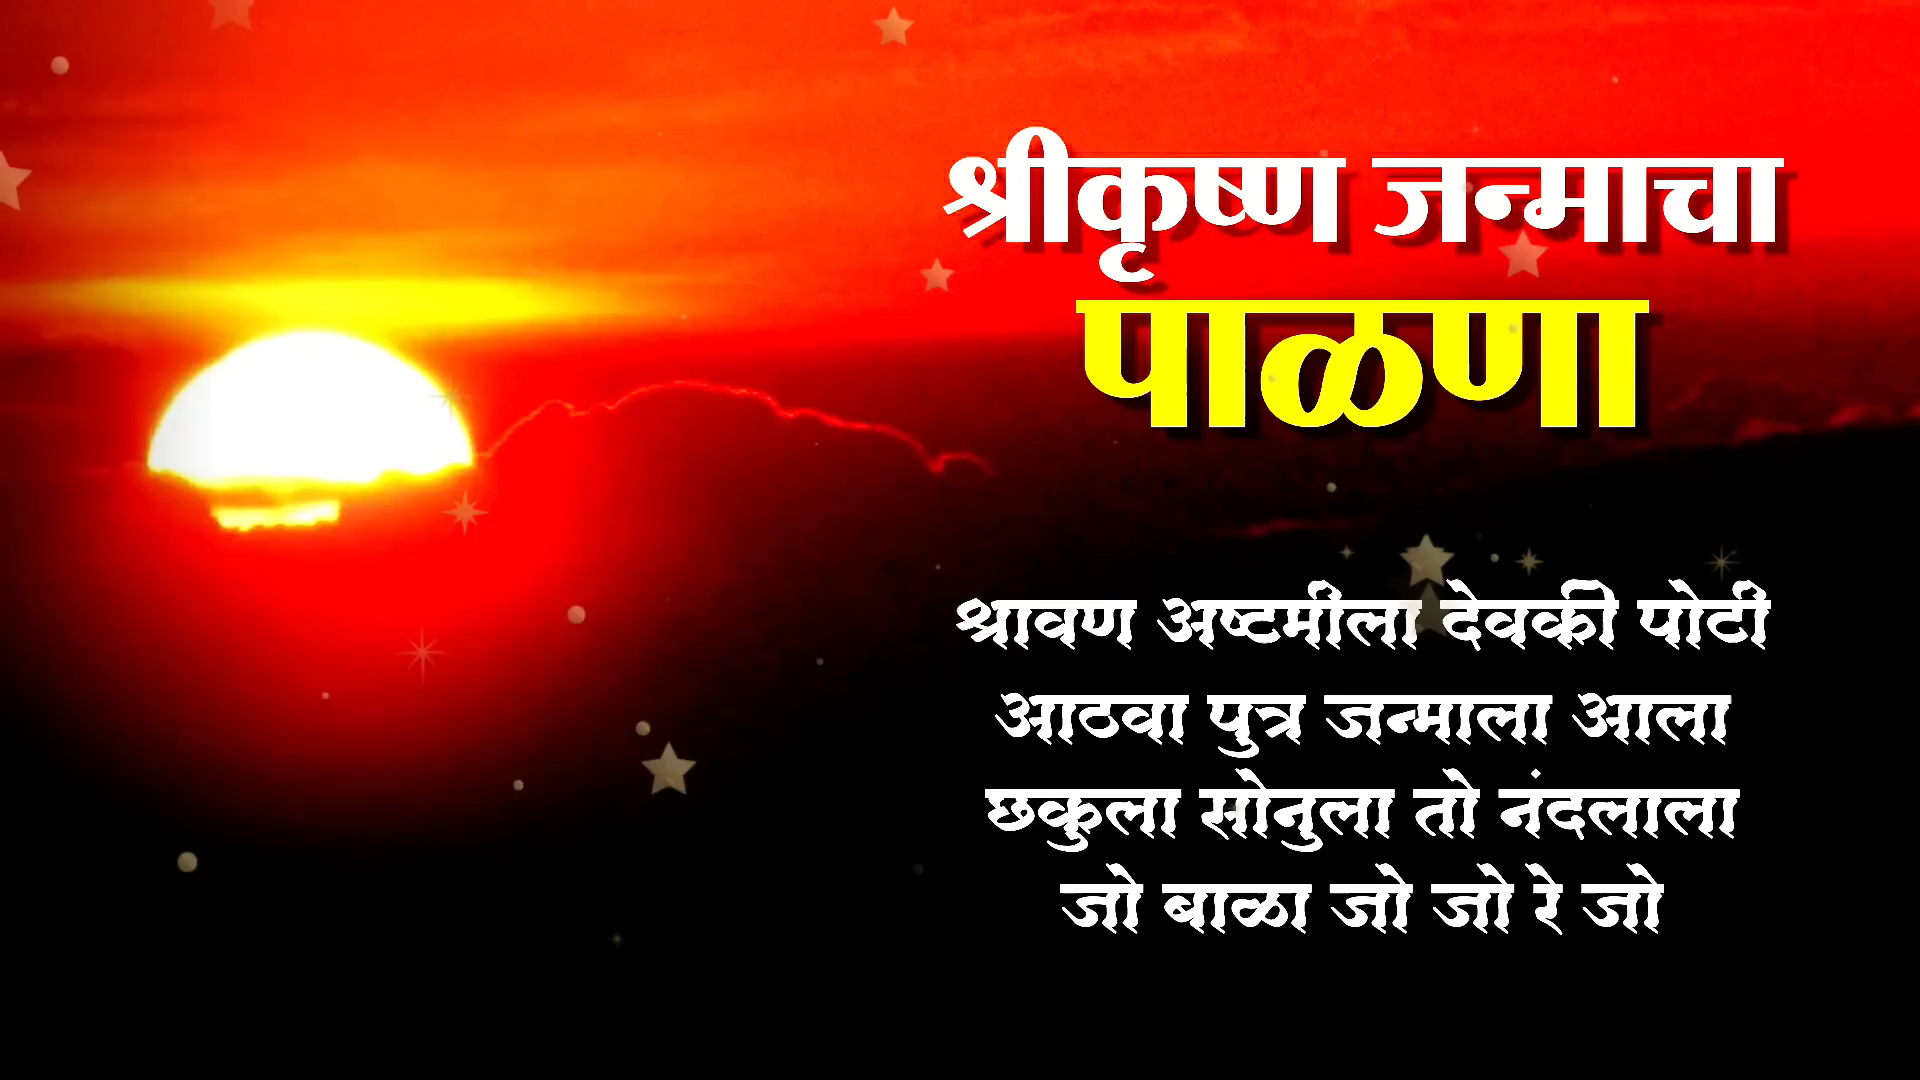 श्रीकृष्ण जन्माचा
पाळणा
श्रावण अष्टमीला देवकी पोटी
आठवा पुत्र जन्माला आला
छकुला सोनुला तो नंदलाला
जो बाळा जो जो रे जो